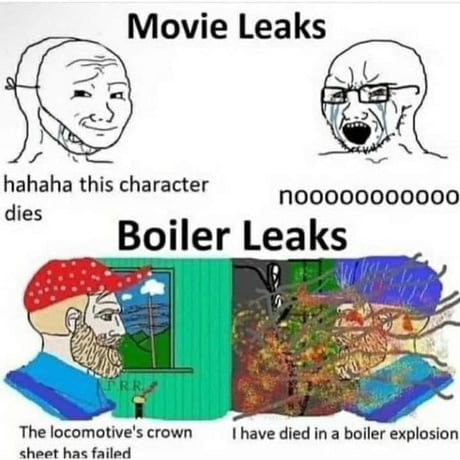 Movie Leaks
hahaha this character
dies
noooooooooooo
Boiler Leaks
P.R.R.
The locomotive's crown
sheet has failed
I have died in a boiler explosion